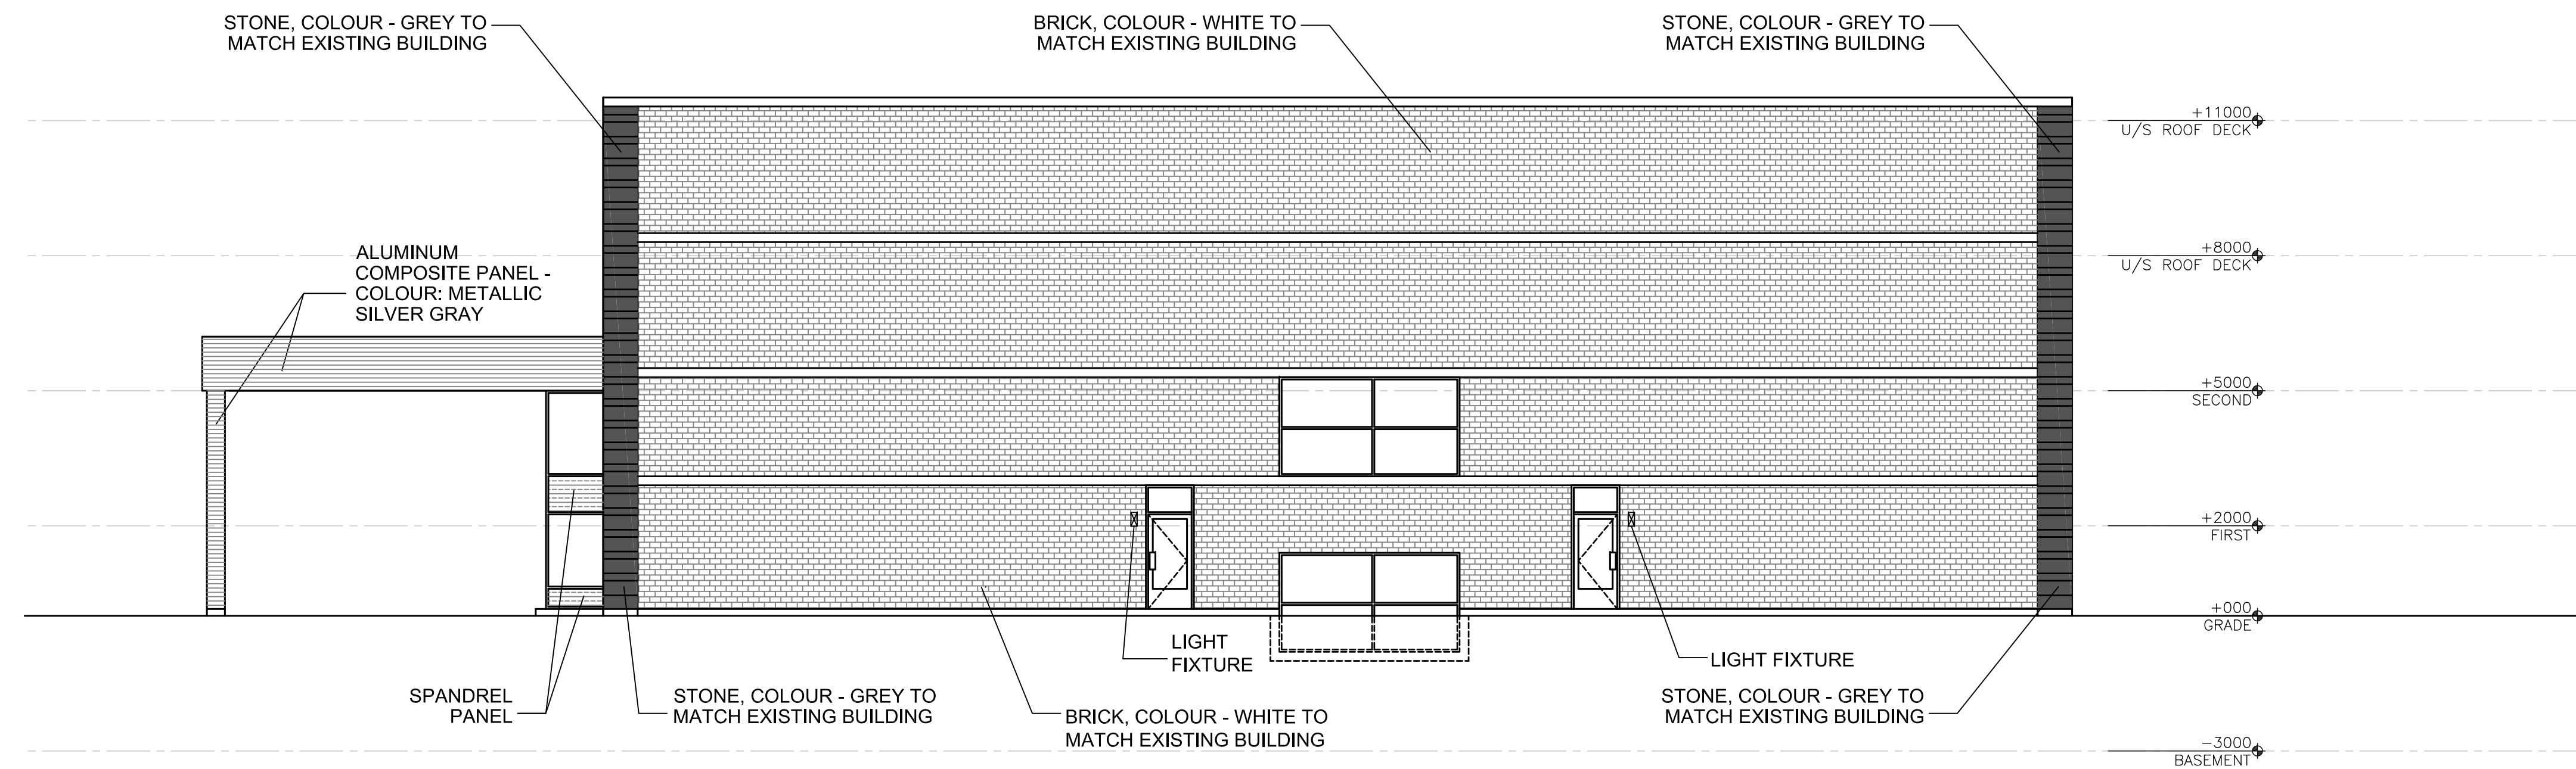 STONE, COLOUR - GREY TO
MATCH EXISTING BUILDING
BRICK, COLOUR - WHITE TO
MATCH EXISTING BUILDING
STONE, COLOUR - GREY TO
MATCH EXISTING BUILDING
+11000
U/S ROOF DECK
ALUMINUM
COMPOSITE PANEL -
COLOUR: METALLIC
SILVER GRAY
+8000
U/S ROOF DECK
+5000
SECOND
+2000
FIRST
+000
GRADE
LIGHT
FIXTURE
LIGHT FIXTURE
SPANDREL
PANEL
STONE, COLOUR - GREY TO
MATCH EXISTING BUILDING
BRICK, COLOUR - WHITE TO
MATCH EXISTING BUILDING
STONE, COLOUR - GREY TO
MATCH EXISTING BUILDING
-3000
BASEMENT